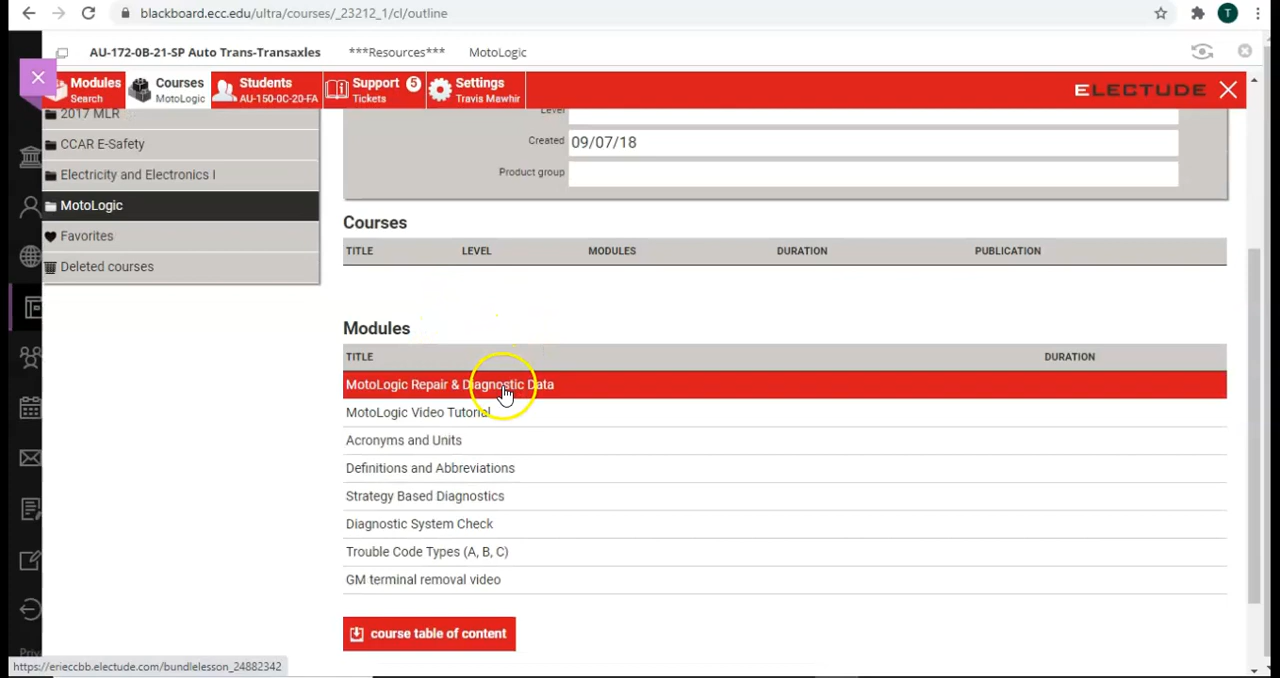 blackboard.ecc.edu/ultra/courses/_23212_1/cl/outline
T
AU-172-0B-21-SP Auto Trans-Transaxles ***Resources*** MotoLogic
Modules
Search
Courses
MotoLogic
Students
AU-150-0C-20-FA
Support 5
Tickets
Settings
Travis Mewhir
ELECTUDE
2017 MLR
CCAR E-Safety
Electricity and Electronics I
MotoLogic
Favorites
Deleted courses
Level
Created 09/07/18
Product group
Courses
TITLE LEVEL MODULES DURATION PUBLICATION
Modules
TITLE DURATION
MotoLogic Repair & Diagnostic Data
MotoLogic Video Tutorial
Acronyms and Units
Definitions and Abbreviations
Strategy Based Diagnostics
Diagnostic System Check
Trouble Code Types (A, B, C)
GM terminal removal video
course table of content
https://erieccbb.electude.com/bundlelesson_24882342